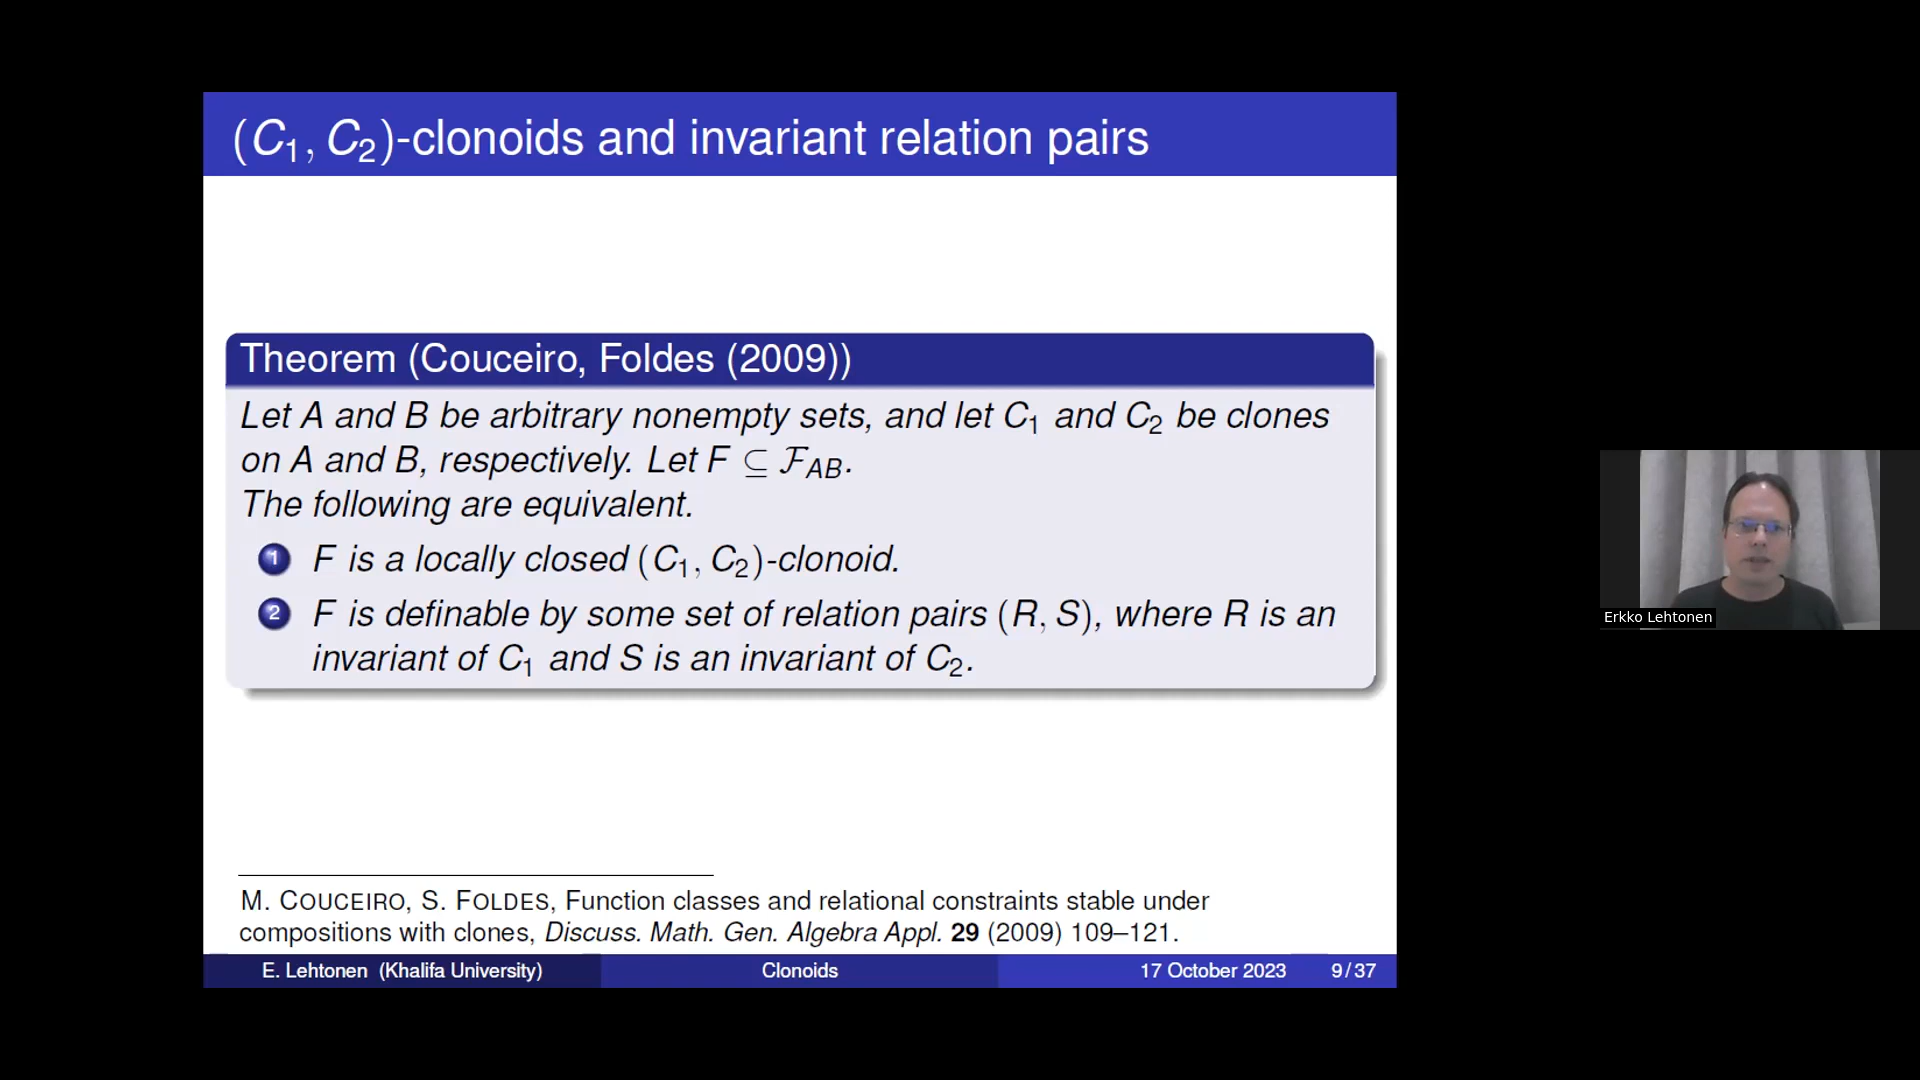 (C₁, C₂)-clonoids and invariant relation pairs
Theorem (Couceiro, Foldes (2009))
Let A and B be arbitrary nonempty sets, and let C₁ and C₂ be clones
on A and B, respectively. Let F ⊆ ℱ_AB.
The following are equivalent.
1 F is a locally closed (C₁, C₂)-clonoid.
2 F is definable by some set of relation pairs (R, S), where R is an
invariant of C₁ and S is an invariant of C₂.
M. COUCEIRO, S. FOLDES, Function classes and relational constraints stable under
compositions with clones, Discuss. Math. Gen. Algebra Appl. 29 (2009) 109–121.
E. Lehtonen (Khalifa University) Clonoids 17 October 2023 9/37
Erkko Lehtonen